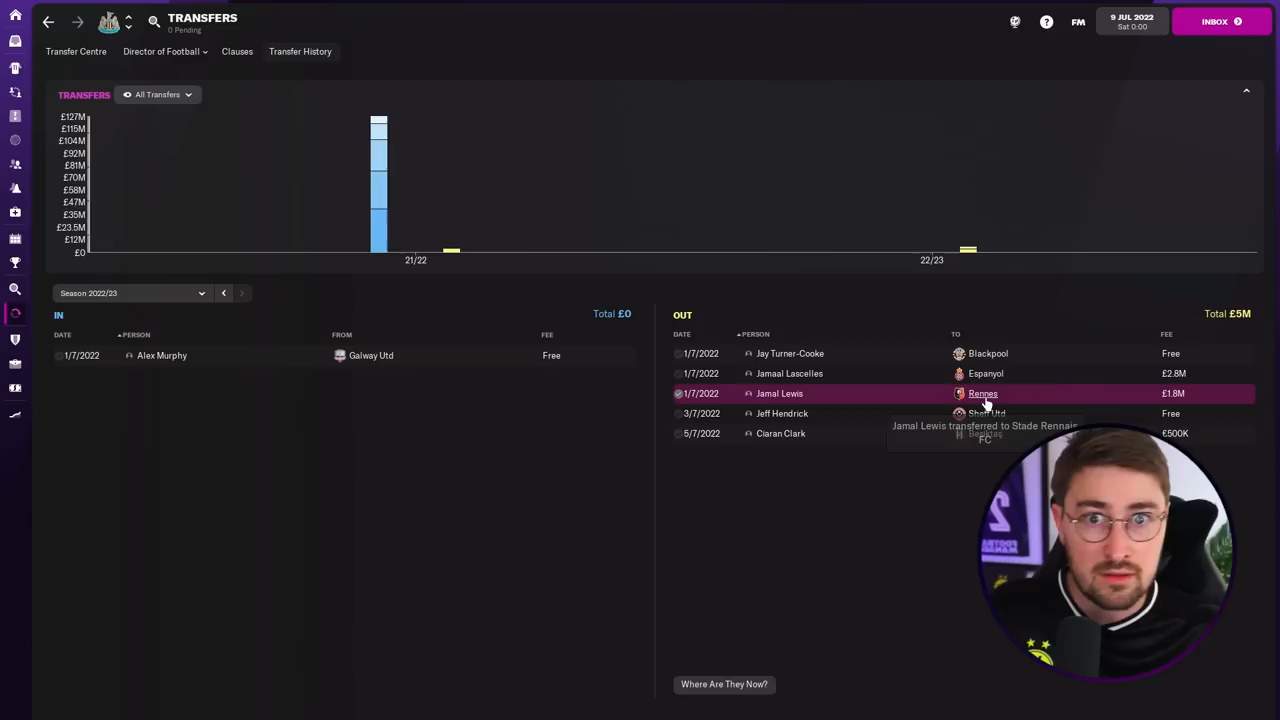 TRANSFERS
0 Pending
FM
9 JUL 2022
Sat 0:00
INBOX
Transfer Centre
Director of Football
Clauses
Transfer History
TRANSFERS
All Transfers
£127M
£115M
£104M
£92M
£81M
£70M
£58M
£47M
£35M
£23.5M
£12M
£0
21/22
22/23
Season 2022/23
IN
Total £0
DATE PERSON FROM FEE
1/7/2022 Alex Murphy Galway Utd Free
OUT
Total £5M
DATE PERSON TO FEE
1/7/2022 Jay Turner-Cooke Blackpool Free
1/7/2022 Jamaal Lascelles Espanyol £2.8M
1/7/2022 Jamal Lewis Rennes £1.8M
3/7/2022 Jeff Hendrick Sheff Utd Free
5/7/2022 Ciaran Clark Beşiktaş £500K
Jamal Lewis transferred to Stade Rennais
FC
Where Are They Now?